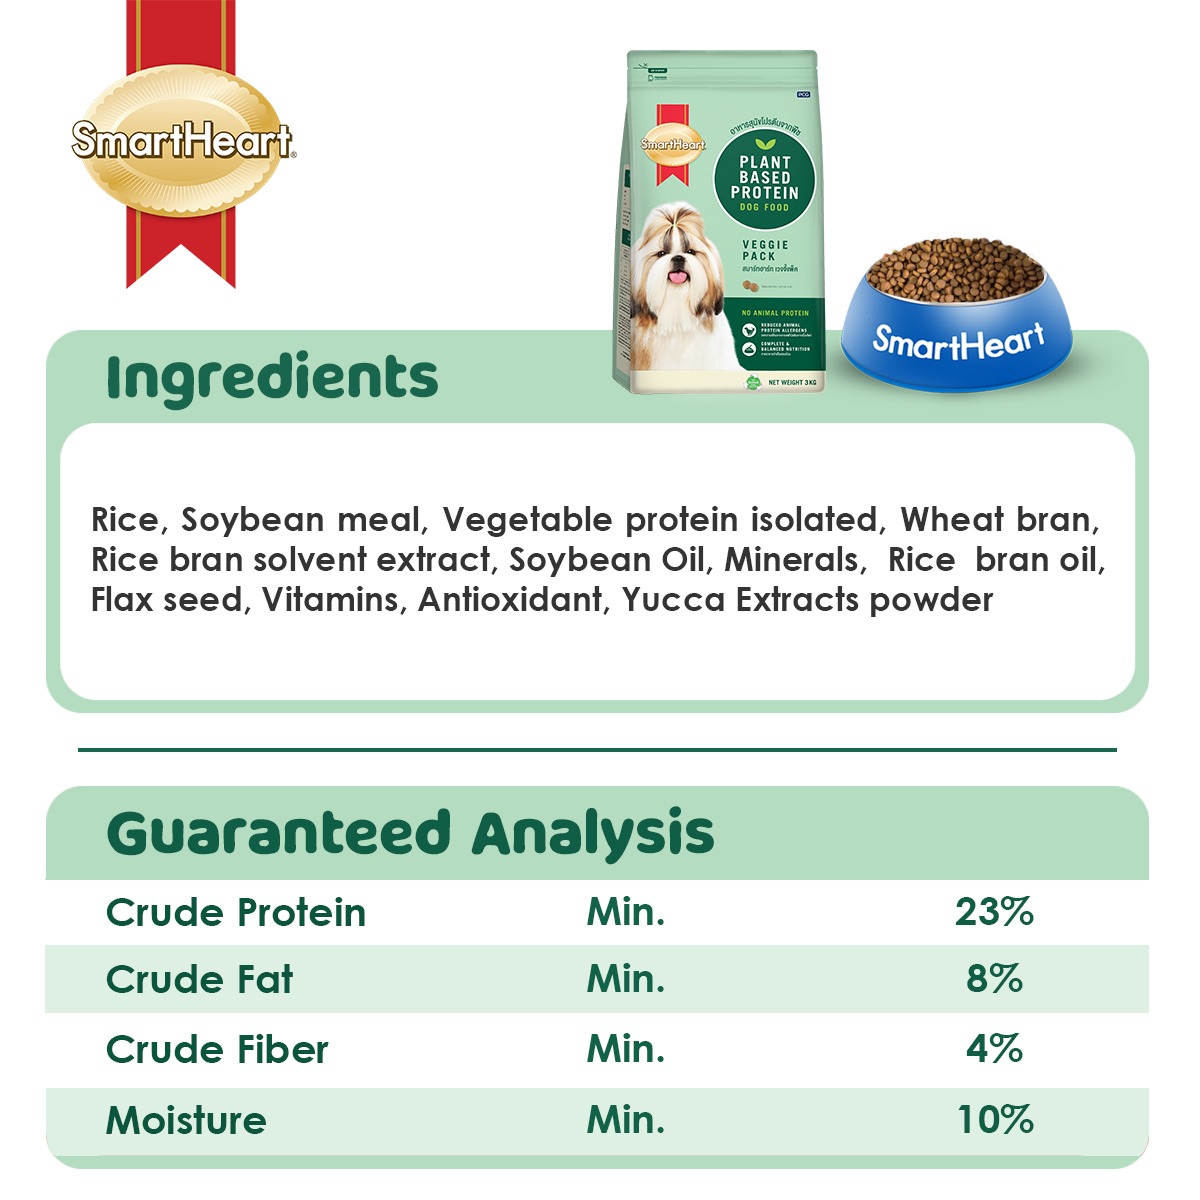 SmartHeart®
PCG
อาหารสุนัขโปรตีนจากพืช
SmartHeart
PLANT
BASED
PROTEIN
DOG FOOD
VEGGIE
PACK
สมาร์ทฮาร์ท เวจจี้แพ็ค
NO ANIMAL PROTEIN
REDUCED ANIMAL
PROTEIN ALLERGENS
COMPLETE &
BALANCED NUTRITION
NET WEIGHT 3 KG
SmartHeart
Ingredients
Rice, Soybean meal, Vegetable protein isolated, Wheat bran,
Rice bran solvent extract, Soybean Oil, Minerals, Rice bran oil,
Flax seed, Vitamins, Antioxidant, Yucca Extracts powder
Guaranteed Analysis
Crude Protein Min. 23%
Crude Fat Min. 8%
Crude Fiber Min. 4%
Moisture Min. 10%